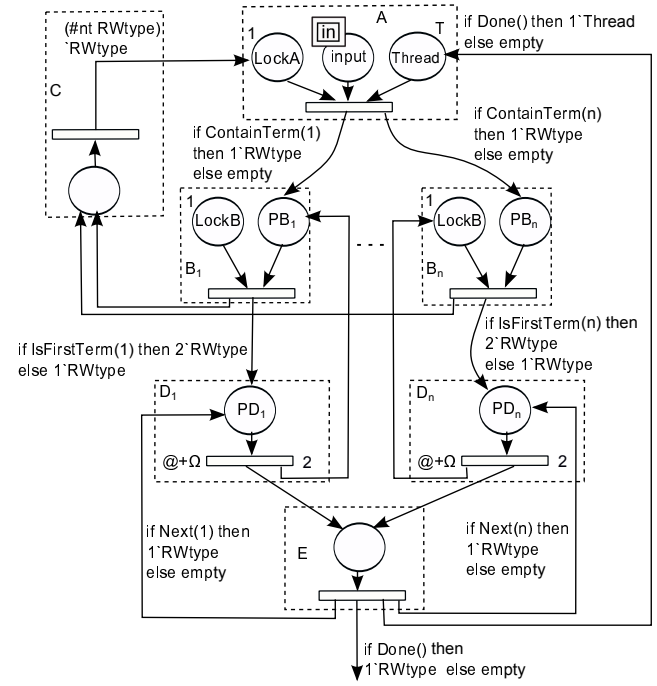 (#nt RWtype)
`RWtype
C
A
1
in
T
LockA
input
Thread
if Done() then 1`Thread
else empty
if ContainTerm(1)
then 1`RWtype
else empty
if ContainTerm(n)
then 1`RWtype
else empty
1
LockB
PB1
B1
- - -
1
LockB
PBn
Bn
if IsFirstTerm(1) then 2`RWtype
else 1`RWtype
if IsFirstTerm(n) then
2`RWtype
else 1`RWtype
D1
PD1
@+Ω
2
Dn
PDn
@+Ω
2
if Next(1) then
1`RWtype
else empty
E
if Next(n) then
1`RWtype
else empty
if Done() then
1`RWtype else empty